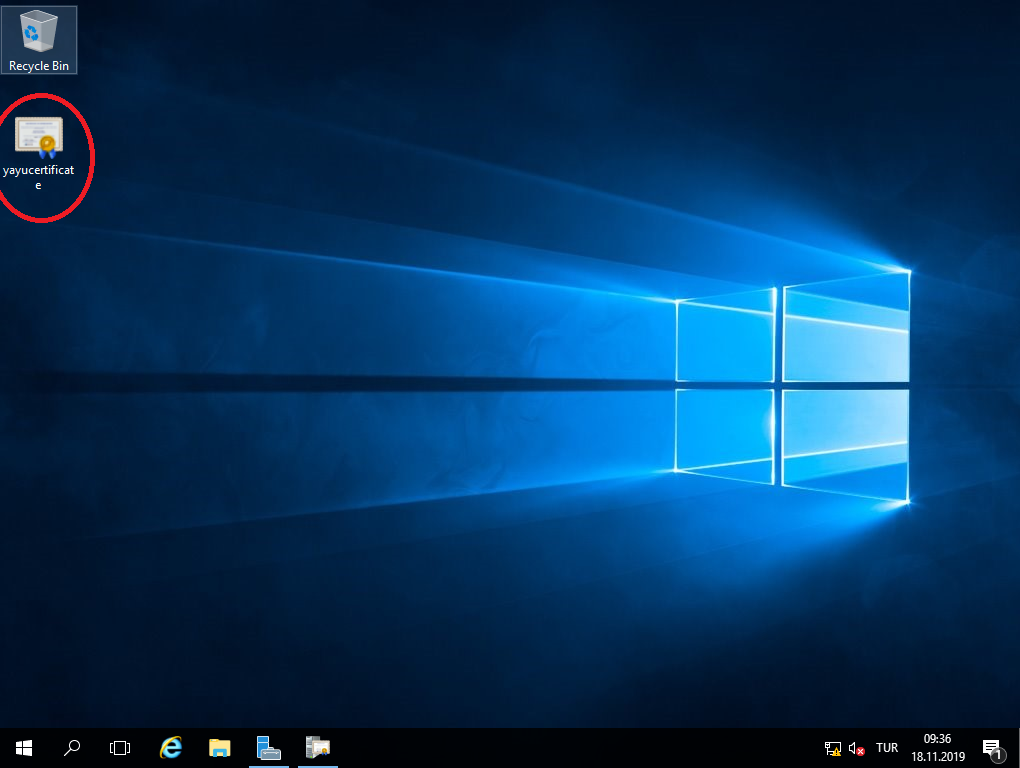 Recycle Bin
yayucertificat
e
TUR
09:36
18.11.2019
1